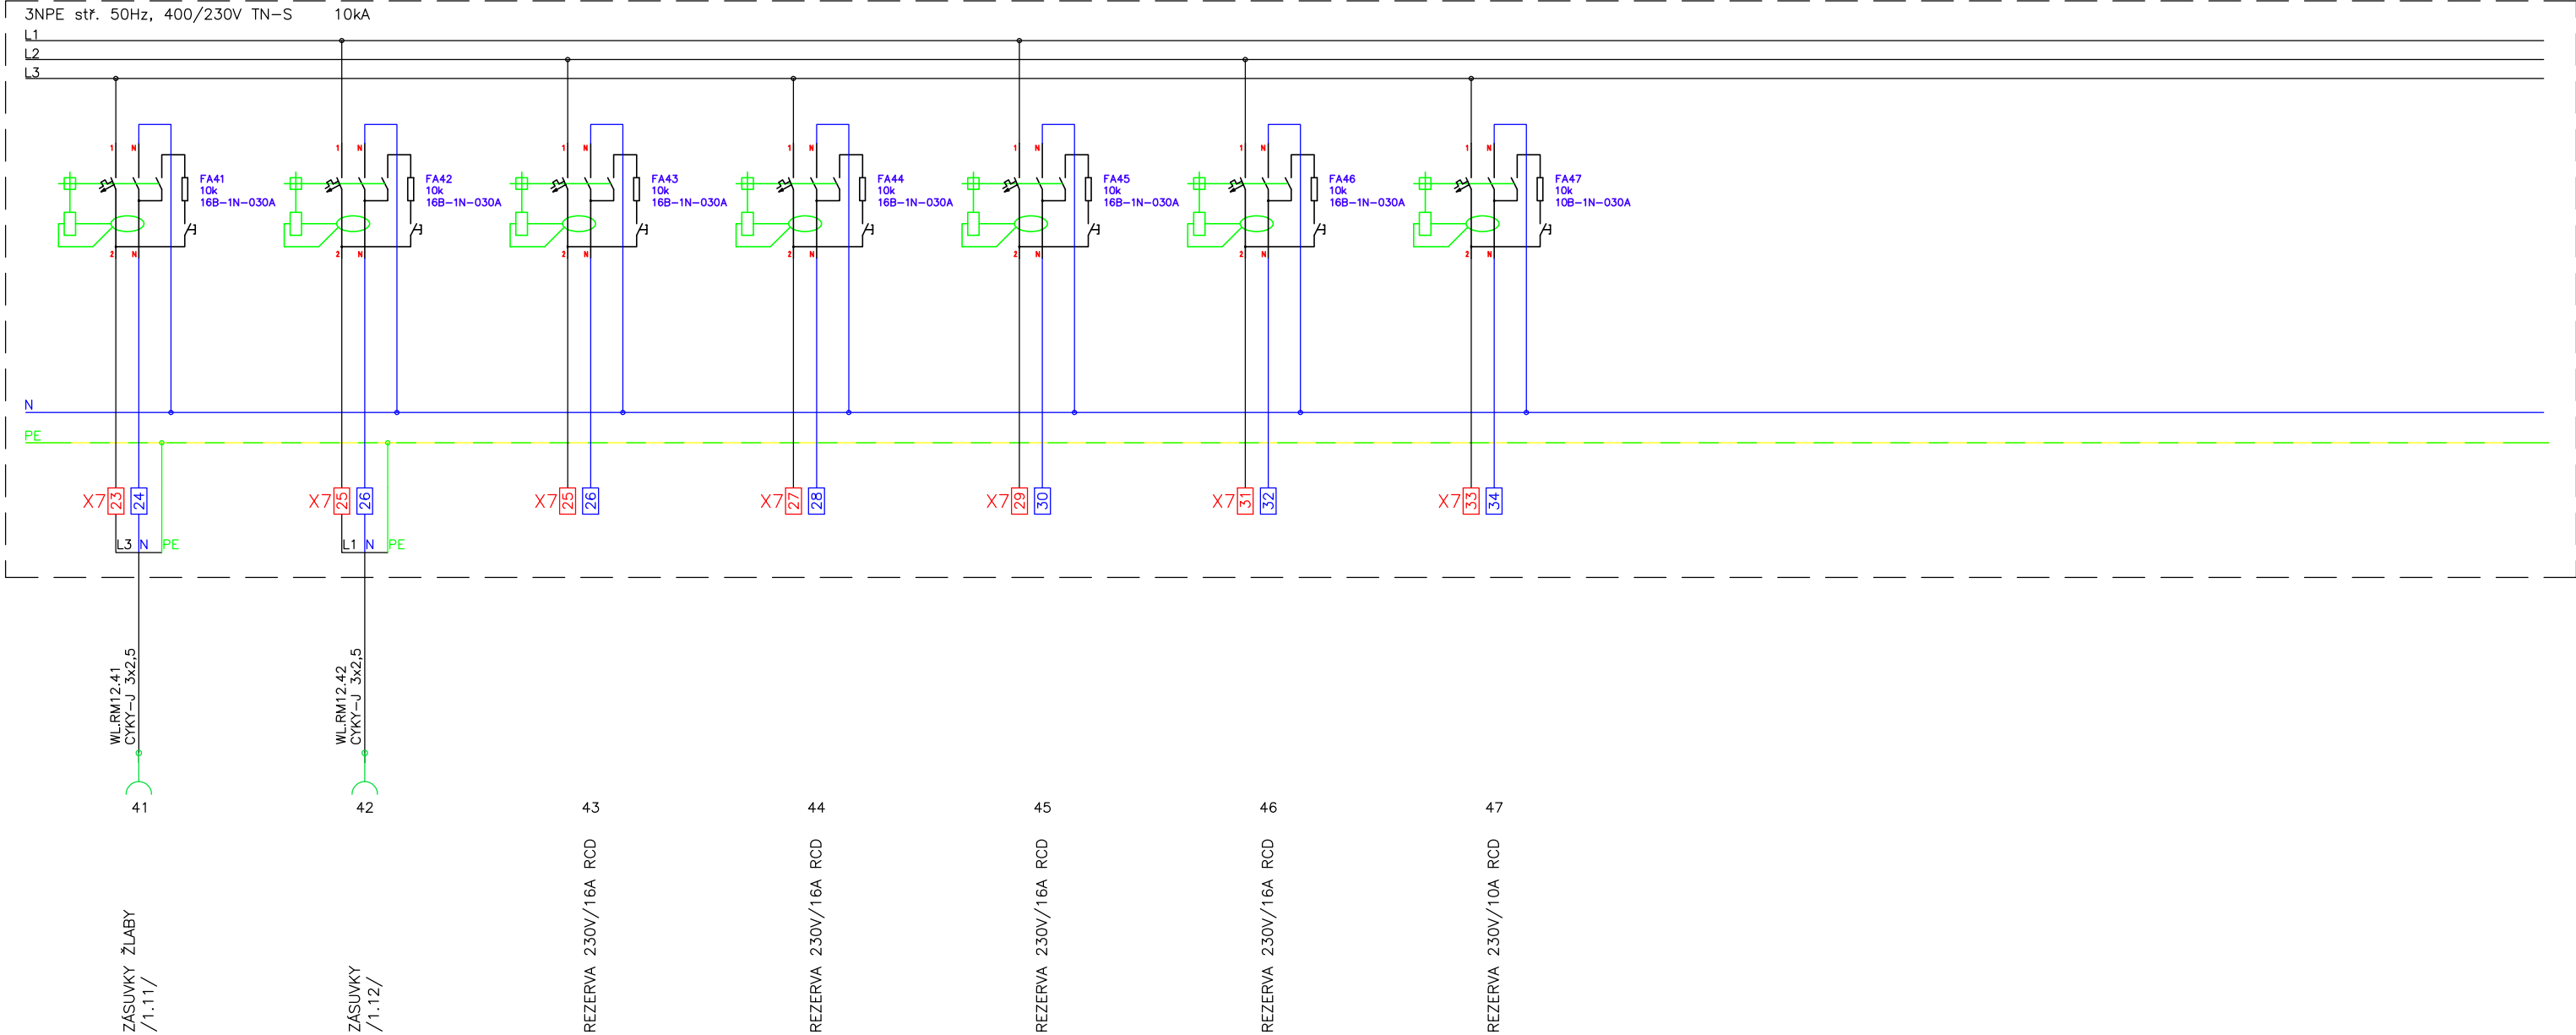 3NPE stř. 50Hz, 400/230V TN-S 10kA
L1
L2
L3
1 N
FA41
10k
16B-1N-030A
2 N
1 N
FA42
10k
16B-1N-030A
2 N
1 N
FA43
10k
16B-1N-030A
2 N
1 N
FA44
10k
16B-1N-030A
2 N
1 N
FA45
10k
16B-1N-030A
2 N
1 N
FA46
10k
16B-1N-030A
2 N
1 N
FA47
10k
10B-1N-030A
2 N
N
PE
X7 23 24
X7 25 26
X7 25 26
X7 27 28
X7 29 30
X7 31 32
X7 33 34
L3 N PE
L1 N PE
WL.RM12.41
CYKY-J 3x2,5
WL.RM12.42
CYKY-J 3x2,5
41
42
43
44
45
46
47
ZÁSUVKY ŽLABY
/1.11/
ZÁSUVKY
/1.12/
REZERVA 230V/16A RCD
REZERVA 230V/16A RCD
REZERVA 230V/16A RCD
REZERVA 230V/16A RCD
REZERVA 230V/10A RCD